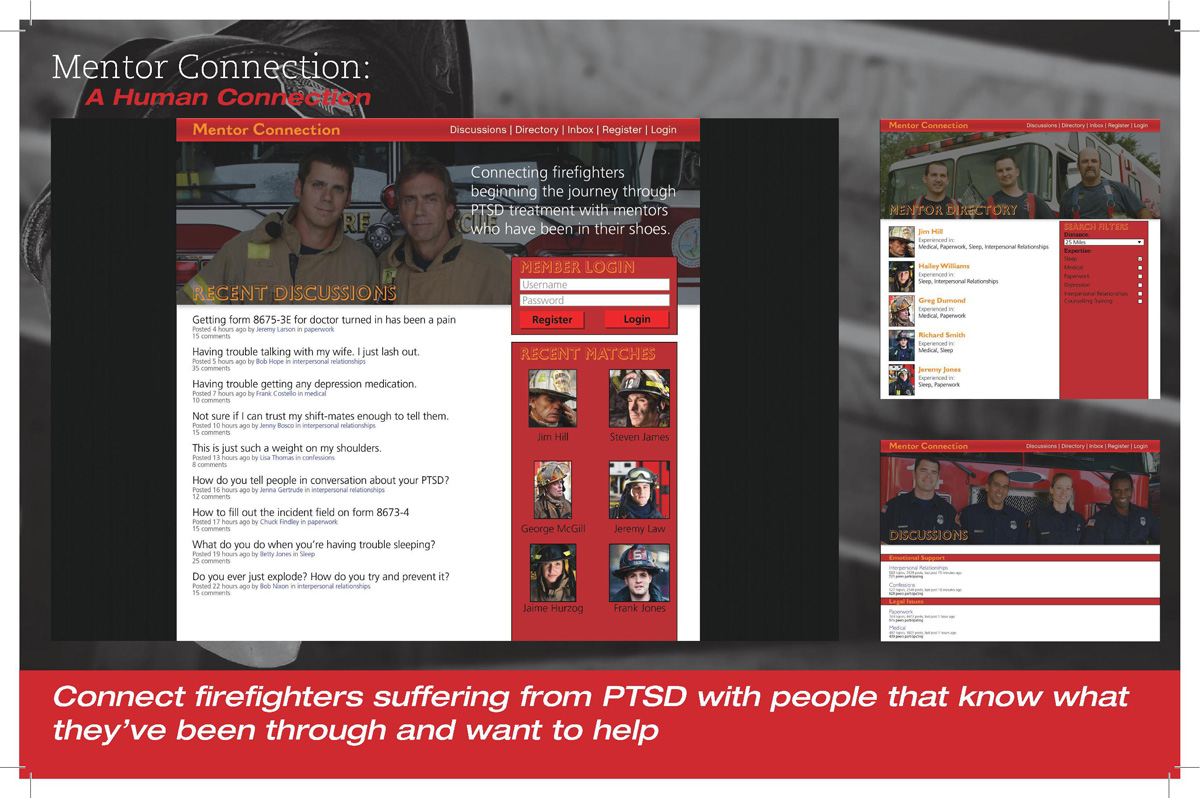 Mentor Connection:
A Human Connection
Mentor Connection
Discussions | Directory | Inbox | Register | Login
RE
CUE
Connecting firefighters
beginning the journey through
PTSD treatment with mentors
who have been in their shoes.
RECENT DISCUSSIONS
Getting form 8675-3E for doctor turned in has been a pain
Posted 4 hours ago by Jeremy Larson in paperwork
15 comments
Having trouble talking with my wife. I just lash out.
Posted 5 hours ago by Bob Hope in interpersonal relationships
35 comments
Having trouble getting any depression medication.
Posted 7 hours ago by Frank Costello in medical
10 comments
Not sure if I can trust my shift-mates enough to tell them.
Posted 10 hours ago by Jenny Bosco in interpersonal relationships
15 comments
This is just such a weight on my shoulders.
Posted 13 hours ago by Lisa Thomas in confessions
8 comments
How do you tell people in conversation about your PTSD?
Posted 16 hours ago by Jenna Gertrude in interpersonal relationships
12 comments
How to fill out the incident field on form 8673-4
Posted 17 hours ago by Chuck Findley in paperwork
15 comments
What do you do when you're having trouble sleeping?
Posted 19 hours ago by Betty Jones in Sleep
25 comments
Do you ever just explode? How do you try and prevent it?
Posted 22 hours ago by Bob Nixon in interpersonal relationships
15 comments
MEMBER LOGIN
Username
Password
Register
Login
RECENT MATCHES
Jim Hill
Steven James
George McGill
Jeremy Law
Jaime Hurzog
Frank Jones
Mentor Connection
Discussions | Directory | Inbox | Register | Login
MENTOR DIRECTORY
Jim Hill
Experienced in:
Medical, Paperwork, Sleep, Interpersonal Relationships
Hailey Williams
Experienced in:
Sleep, Interpersonal Relationships
Greg Dumond
Experienced in:
Medical, Paperwork
Richard Smith
Experienced in:
Medical, Sleep
Jeremy Jones
Experienced in:
Sleep, Paperwork
SEARCH FILTERS
Distance:
25 Miles
Expertise:
Sleep
Medical
Paperwork
Depression
Interpersonal Relationships
Counselling
Mentor Connection
Discussions | Directory | Inbox | Register | Login
DISCUSSIONS
Emotional Support
Interpersonal Relationships
Confessions
Legal Issues
Paperwork
Medical
Connect firefighters suffering from PTSD with people that know what
they've been through and want to help